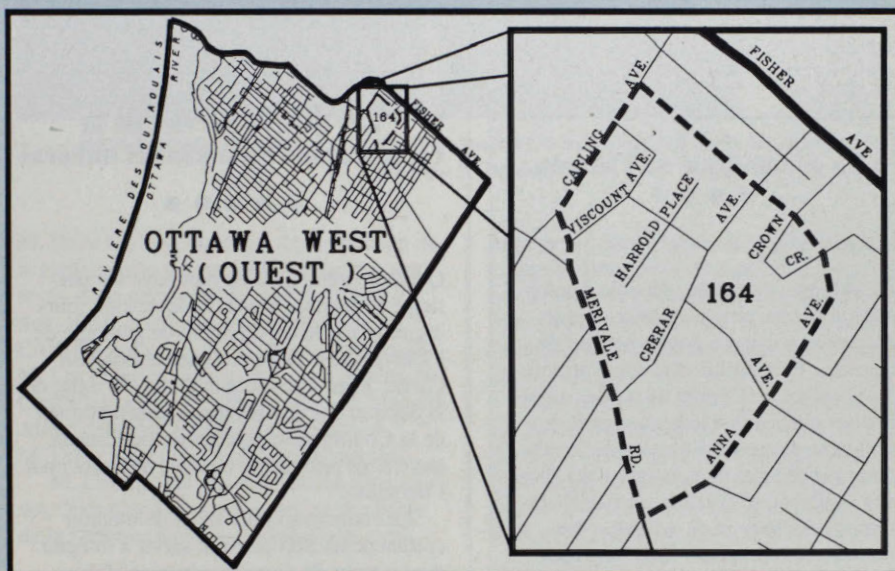 RIVIERE DES OUTAOUAIS
OTTAWA RIVER
164
FISHER AVE
OTTAWA WEST
( OUEST )
FISHER AVE
CARLING AVE.
VISCOUNT AVE.
HARROLD PLACE
CRERAR AVE.
CROWN CR.
164
MERIVALE RD.
ANNA AVE.
AVE.